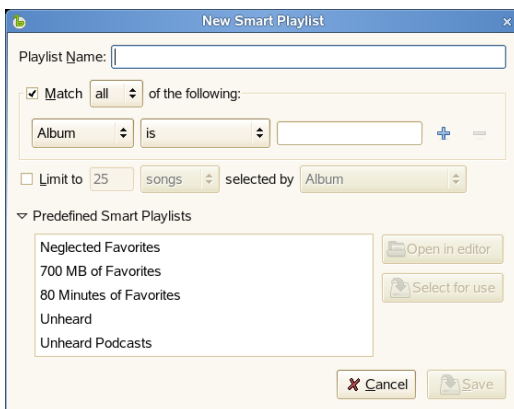 New Smart Playlist
Playlist Name:
Match all of the following:
Album is
Limit to 25 songs selected by Album
Predefined Smart Playlists
Neglected Favorites
700 MB of Favorites
80 Minutes of Favorites
Unheard
Unheard Podcasts
Open in editor
Select for use
Cancel Save